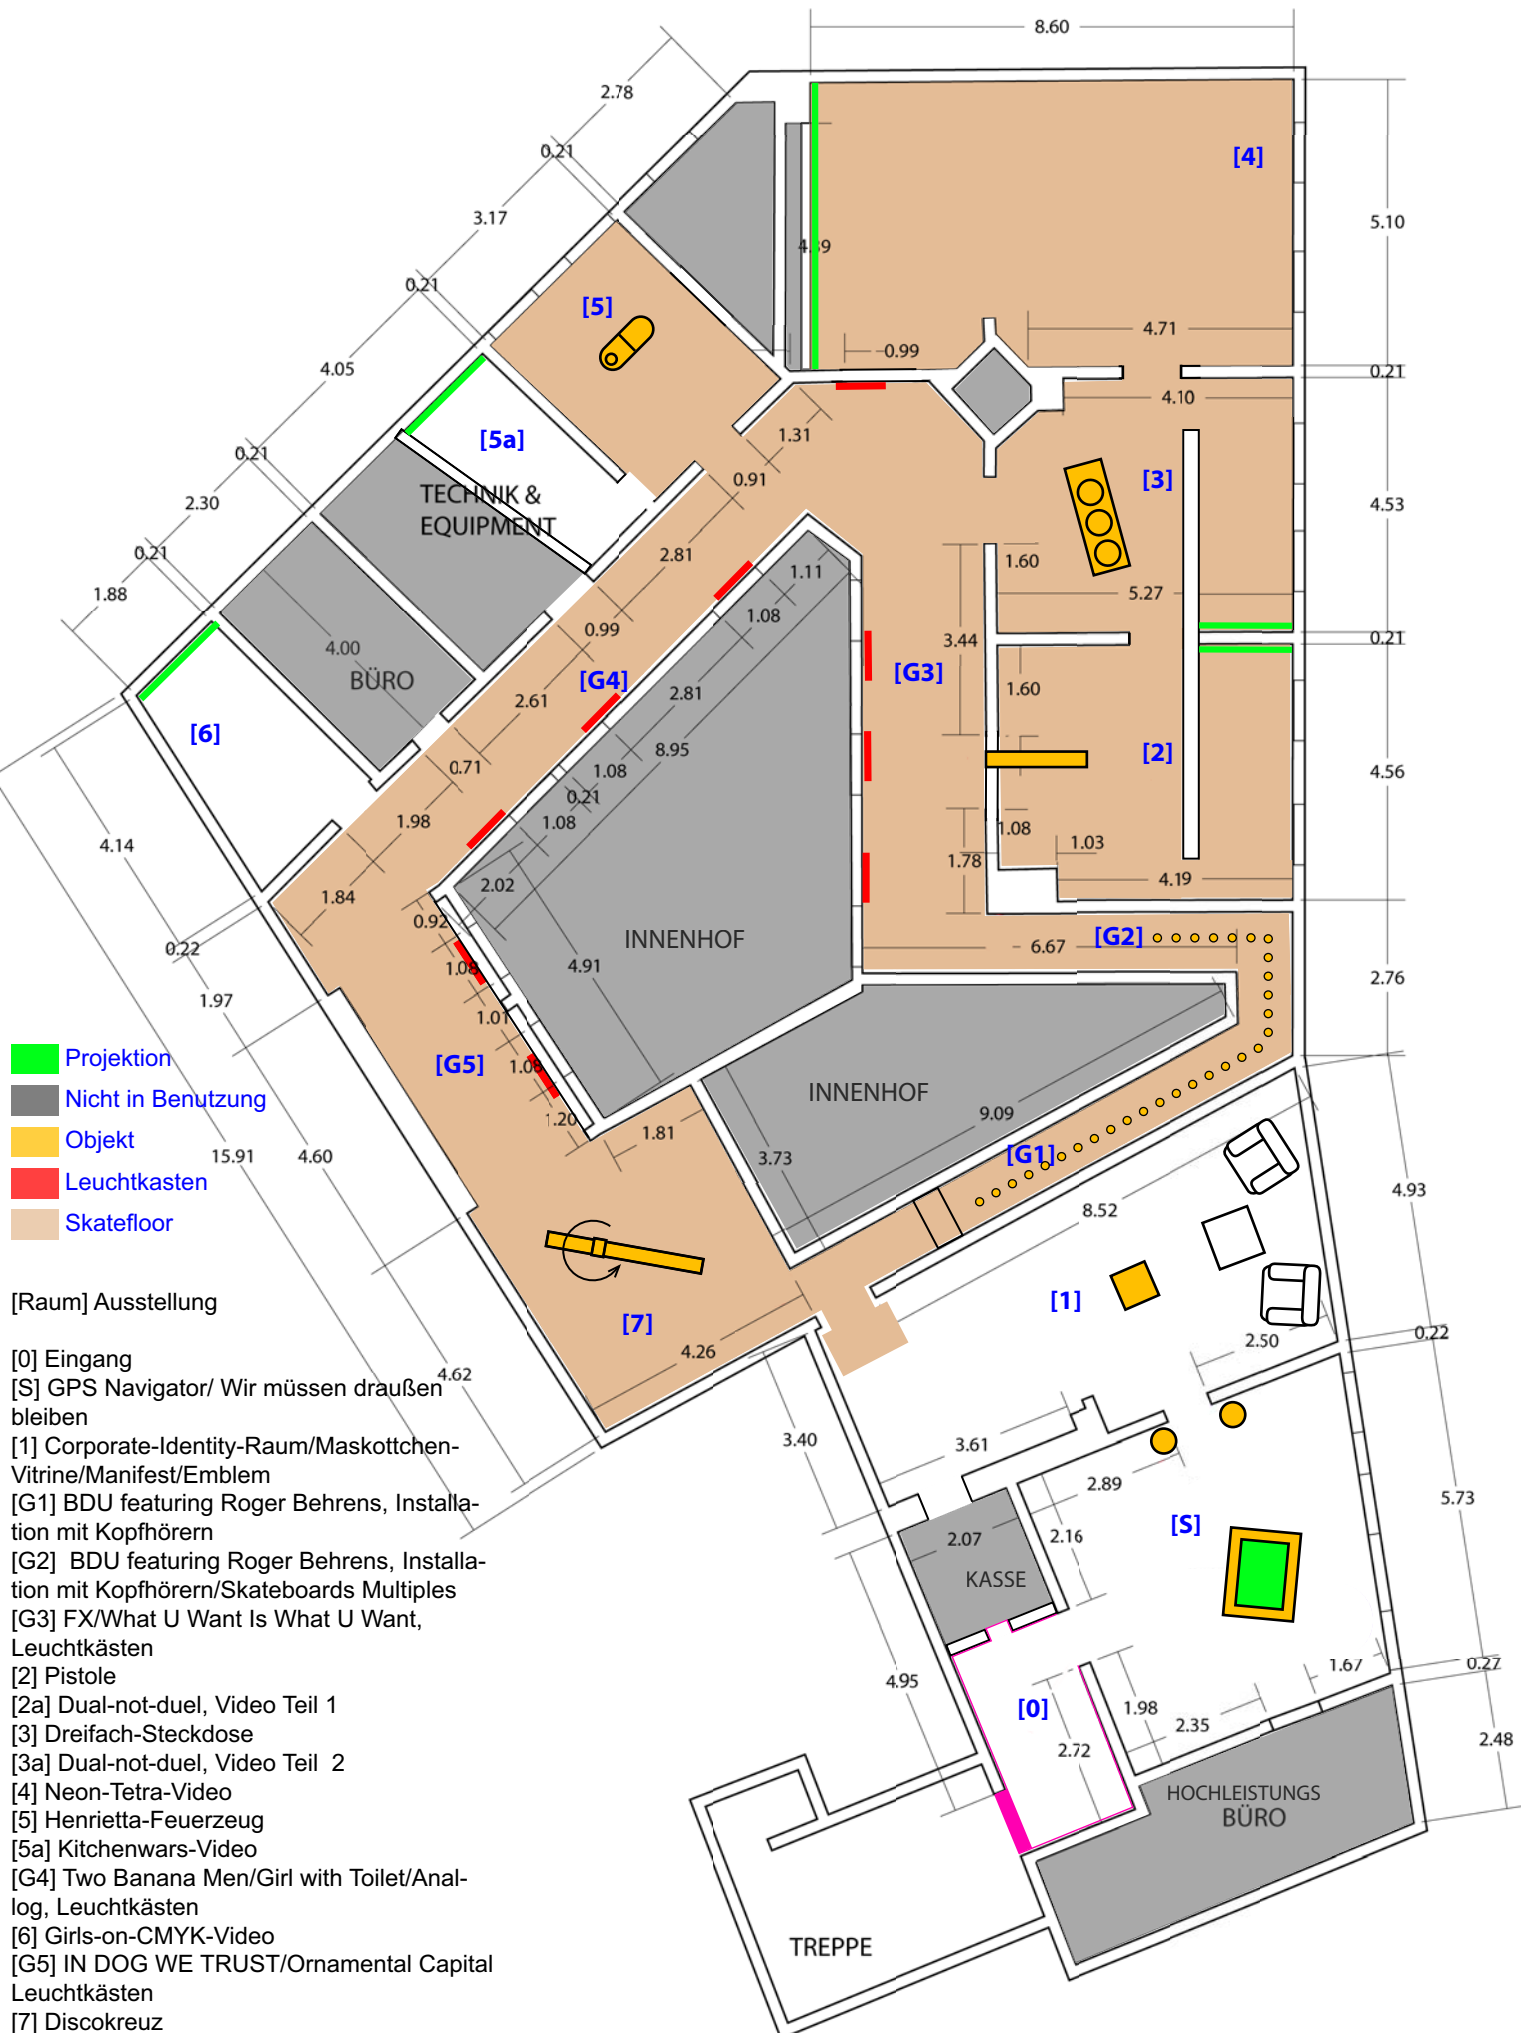 8.60
2.78
0.21
[4]
3.17
5.10
4.39
0.21
[5]
4.71
0.99
4.05
0.21
4.10
[5a]
1.31
0.21
0.91
[3]
TECHNIK &
EQUIPMENT
2.30
4.53
0.21
2.81
1.60
1.11
1.88
5.27
1.08
0.99
3.44
0.21
4.00
BÜRO
[G4]
[G3]
2.81
1.60
2.61
[6]
8.95
[2]
0.71
1.08
4.56
0.21
1.98
1.08
1.08
4.14
1.03
1.78
2.02
4.19
1.84
0.92
INNENHOF
[G2]
6.67
0.22
1.08
4.91
2.76
1.97
1.01
Projektion
[G5]
1.08
Nicht in Benutzung
INNENHOF
9.09
1.20
1.81
Objekt
15.91
4.60
3.73
[G1]
Leuchtkasten
4.93
8.52
Skatefloor
[Raum] Ausstellung
[1]
[7]
0.22
2.50
4.26
4.62
[0] Eingang
[S] GPS Navigator/ Wir müssen draußen
bleiben
[1] Corporate-Identity-Raum/Maskottchen-
Vitrine/Manifest/Emblem
3.40
3.61
2.89
5.73
[G1] BDU featuring Roger Behrens, Installa-
tion mit Kopfhörern
[S]
2.07
2.16
[G2]  BDU featuring Roger Behrens, Installa-
tion mit Kopfhörern/Skateboards Multiples
KASSE
[G3] FX/What U Want Is What U Want,
Leuchtkästen
[2] Pistole
1.67
0.27
4.95
[2a] Dual-not-duel, Video Teil 1
[0]
1.98
2.35
[3] Dreifach-Steckdose
2.72
2.48
[3a] Dual-not-duel, Video Teil  2
[4] Neon-Tetra-Video
HOCHLEISTUNGS
BÜRO
[5] Henrietta-Feuerzeug
[5a] Kitchenwars-Video
[G4] Two Banana Men/Girl with Toilet/Anal-
log, Leuchtkästen
[6] Girls-on-CMYK-Video
TREPPE
[G5] IN DOG WE TRUST/Ornamental Capital
Leuchtkästen
[7] Discokreuz